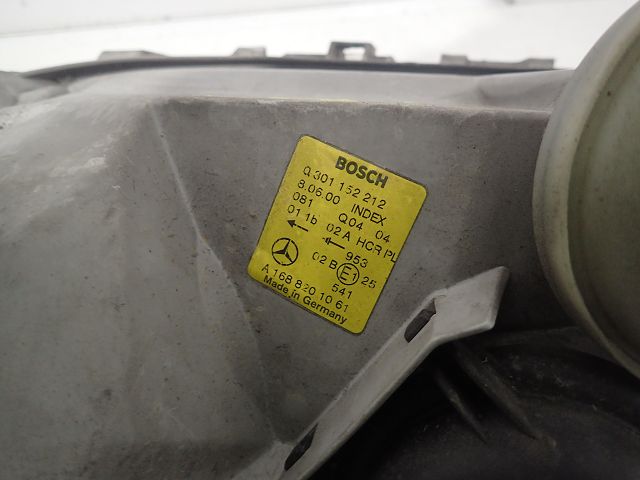 BOSCH
0 301 152 212
8.06.00 INDEX
081 Q04 04
01 1b 02A HCR PL
953
02 B E1 25
541
A 168 820 10 61
Made in Germany